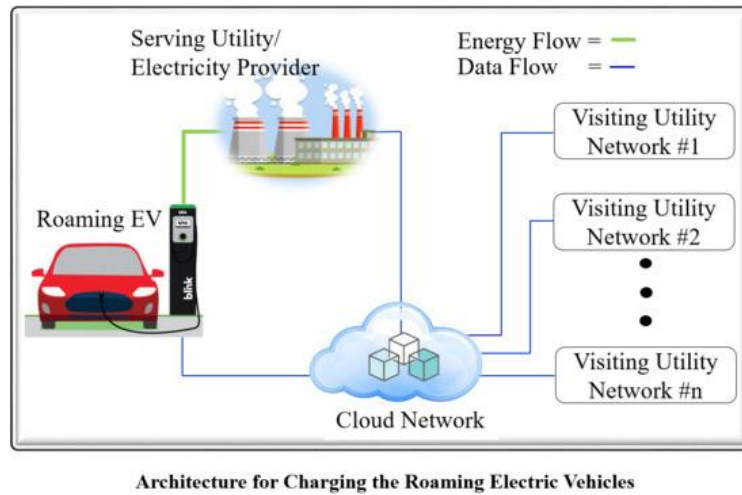 Serving Utility/
Electricity Provider
Energy Flow =
Data Flow =
Visiting Utility
Network #1
Roaming EV
Visiting Utility
Network #2
blink
Visiting Utility
Network #n
Cloud Network
Architecture for Charging the Roaming Electric Vehicles